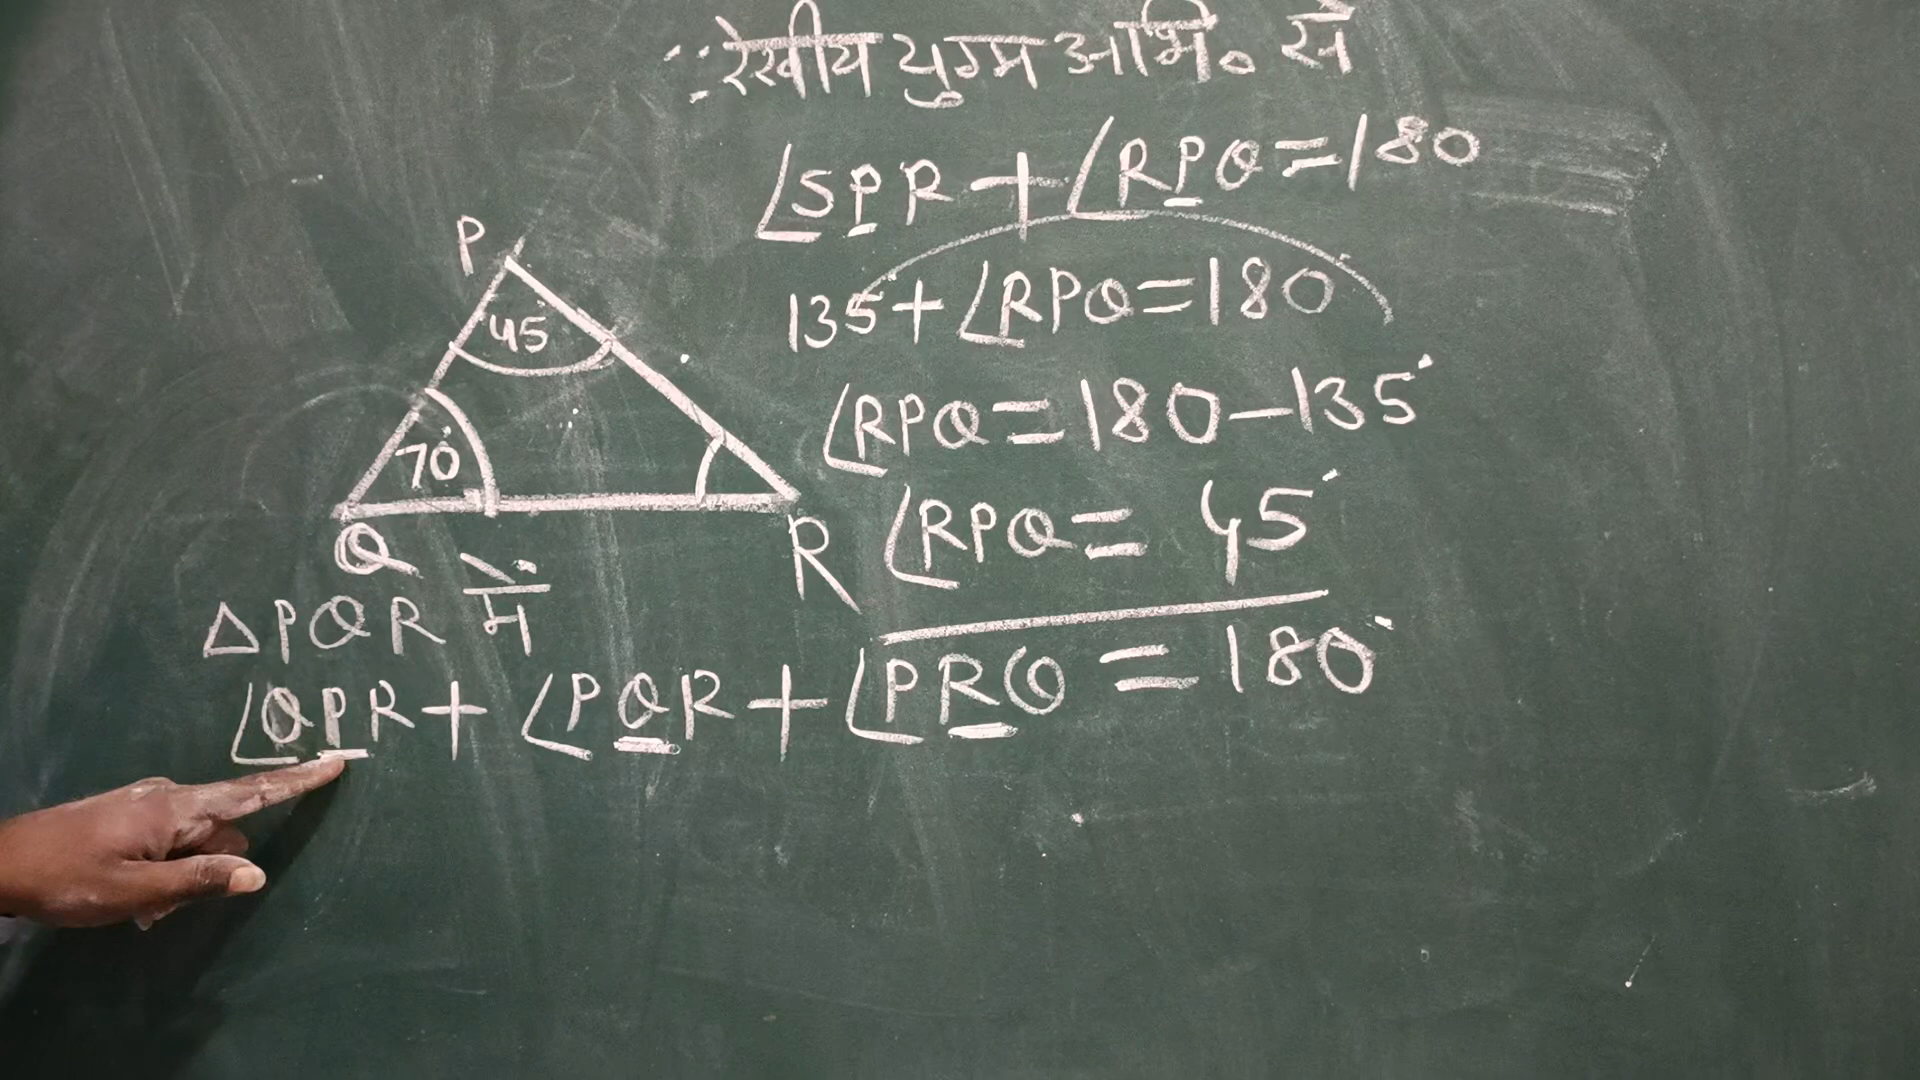 ∵ रेखीय युग्म अभि० से
∠SPR + ∠RPQ = 180
135 + ∠RPQ = 180°
∠RPQ = 180 - 135°
∠RPQ = 45°
P
45°
70°
Q
R
△PQR में
∠QPR + ∠PQR + ∠PRQ = 180°